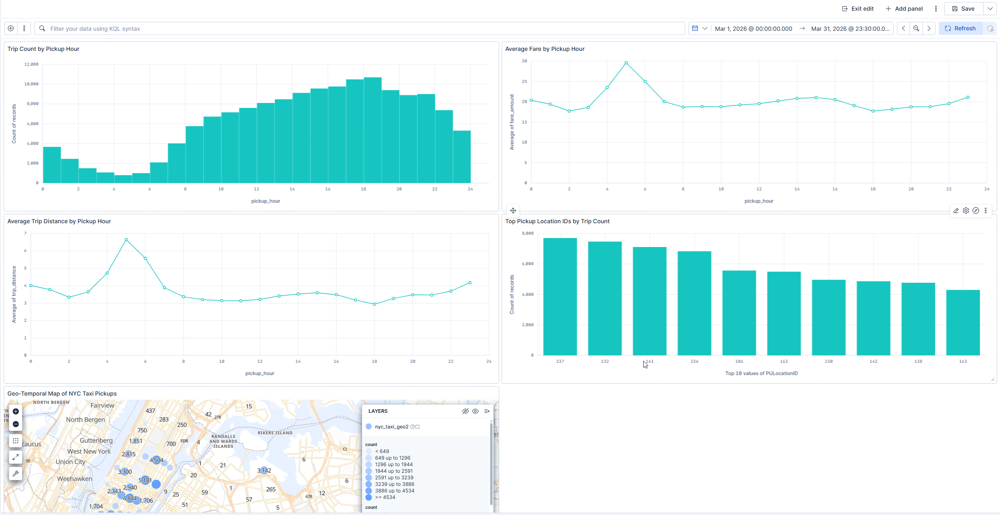 Exit edit
Add panel
Save
Filter your data using KQL syntax
Mar 1, 2026 @ 00:00:00.000
Mar 31, 2026 @ 23:30:00.0...
Refresh
Trip Count by Pickup Hour
12,000
10,000
8,000
6,000
4,000
2,000
0
Count of records
0 2 4 6 8 10 12 14 16 18 20 22 24
pickup_hour
Average Fare by Pickup Hour
30
25
20
15
10
5
0
Average of fare_amount
0 2 4 6 8 10 12 14 16 18 20 22 24
pickup_hour
Average Trip Distance by Pickup Hour
7
6
5
4
3
2
1
0
Average of trip_distance
0 2 4 6 8 10 12 14 16 18 20 22 24
pickup_hour
Top Pickup Location IDs by Trip Count
8,000
6,000
4,000
2,000
0
Count of records
237 132 161 236 186 162 230 142 138 163
Top 10 values of PULocationID
Geo-Temporal Map of NYC Taxi Pickups
NORTH BERGEN
Fairview
437
15
42
278
North Bergen
283
250
750
RIKERS ISLAND
Guttenberg
1,851
700
FDR
4
RANDALLS
AND WARDS
ISLANDS
caucus
West New York
2,815
CI
95
Union City
4,504
1
21
6
3,300
3,142
Weehawken
5,181
20
6
2,343
2,940
9
25
59
1
265
12
4,844
1,706
57
678
1,704
51
5
LAYERS
nyc_taxi_geo2
count
< 649
649 up to 1296
1296 up to 1944
1944 up to 2591
2591 up to 3239
3239 up to 3886
3886 up to 4534
>= 4534
count